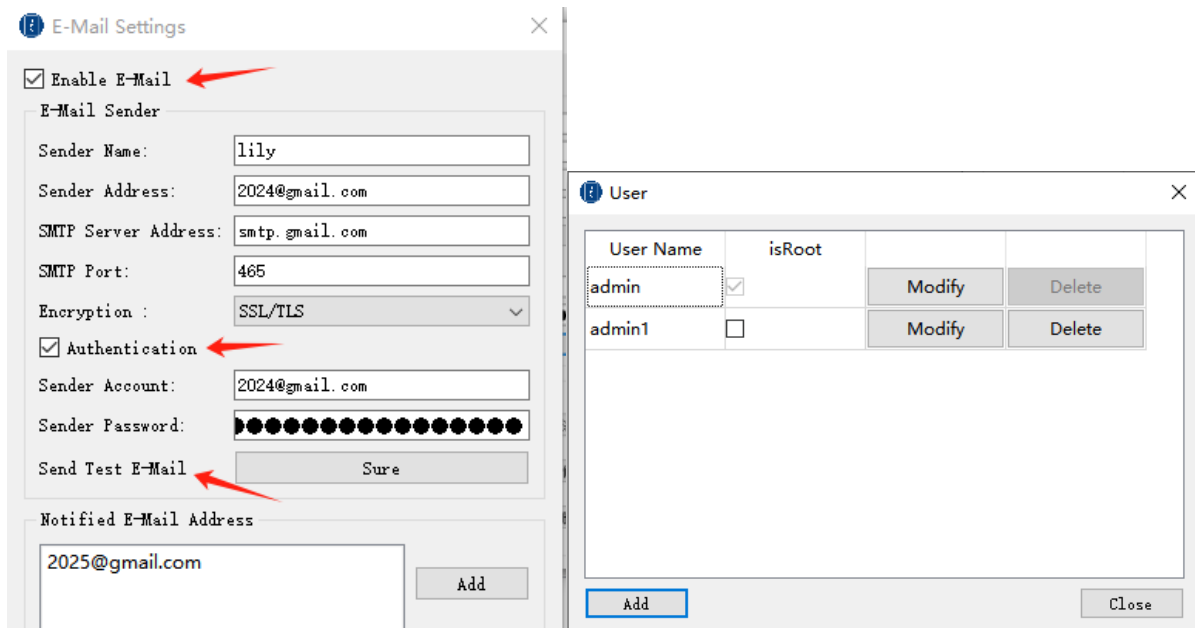 E-Mail Settings
Enable E-Mail
E-Mail Sender
Sender Name: lily
Sender Address: 2024@gmail.com
SMTP Server Address: smtp.gmail.com
SMTP Port: 465
Encryption : SSL/TLS
Authentication
Sender Account: 2024@gmail.com
Sender Password:
Send Test E-Mail Sure
Notified E-Mail Address
2025@gmail.com
Add
User
User Name isRoot
admin Modify Delete
admin1 Modify Delete
Add Close